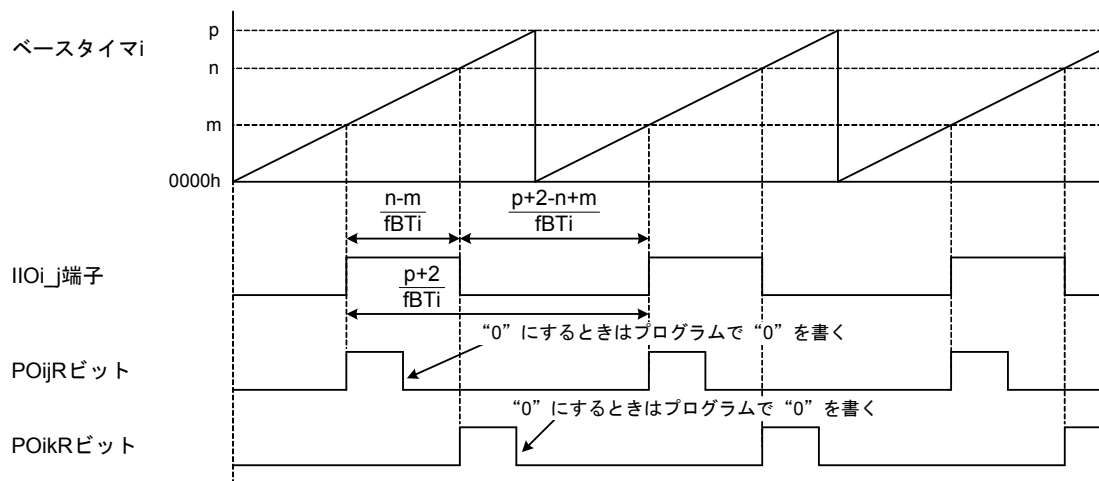 ベースタイマi
p
n
m
0000h
n-m
fBTi
p+2-n+m
fBTi
IIOi_j端子
p+2
fBTi
“0”にするときはプログラムで“0”を書く
POijRビット
“0”にするときはプログラムで“0”を書く
POikRビット